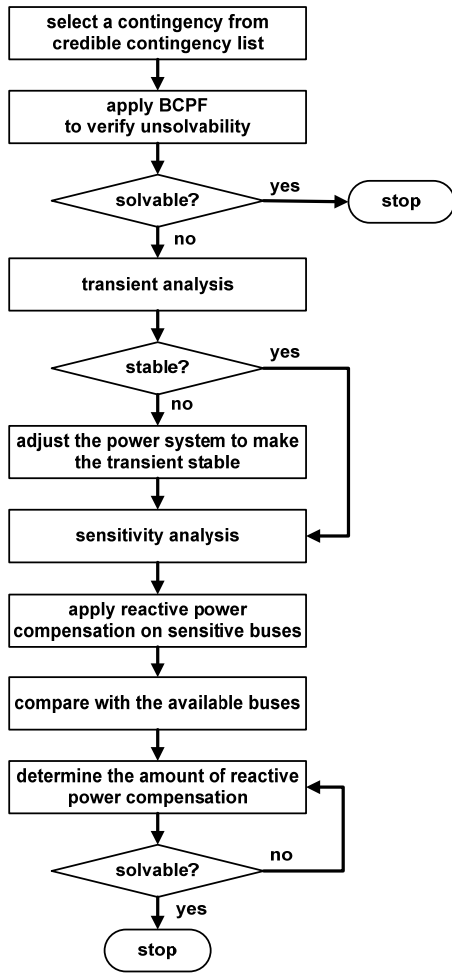 select a contingency from
credible contingency list
apply BCPF
to verify unsolvability
solvable?
yes
stop
no
transient analysis
stable?
yes
no
adjust the power system to make
the transient stable
sensitivity analysis
apply reactive power
compensation on sensitive buses
compare with the available buses
determine the amount of reactive
power compensation
solvable?
no
yes
stop